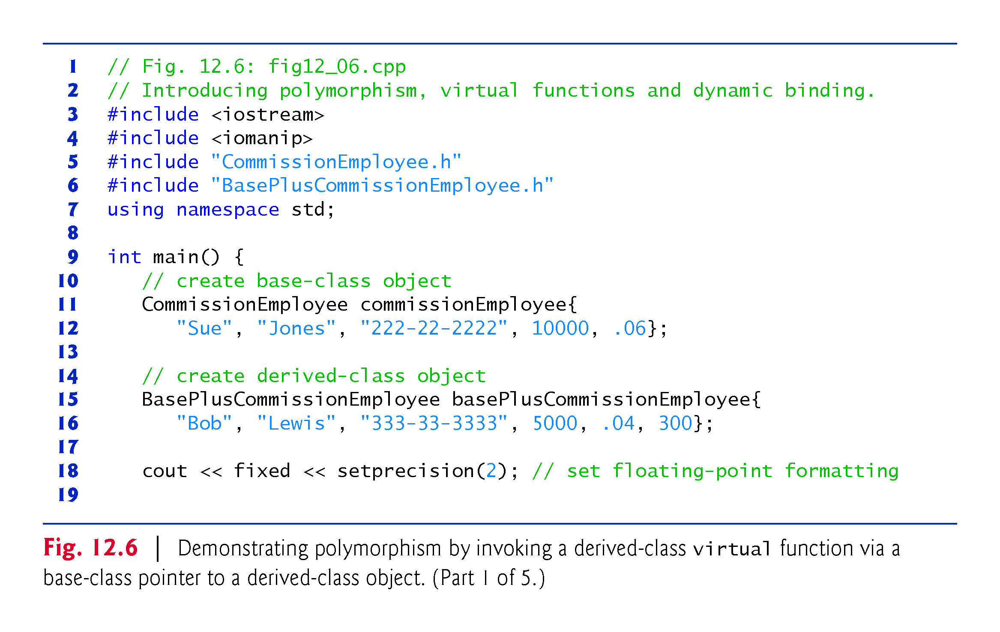 1 // Fig. 12.6: fig12_06.cpp
2 // Introducing polymorphism, virtual functions and dynamic binding.
3 #include <iostream>
4 #include <iomanip>
5 #include "CommissionEmployee.h"
6 #include "BasePlusCommissionEmployee.h"
7 using namespace std;
8
9 int main() {
10 // create base-class object
11 CommissionEmployee commissionEmployee{
12 "Sue", "Jones", "222-22-2222", 10000, .06};
13
14 // create derived-class object
15 BasePlusCommissionEmployee basePlusCommissionEmployee{
16 "Bob", "Lewis", "333-33-3333", 5000, .04, 300};
17
18 cout << fixed << setprecision(2); // set floating-point formatting
19
Fig. 12.6 | Demonstrating polymorphism by invoking a derived-class virtual function via a
base-class pointer to a derived-class object. (Part 1 of 5.)